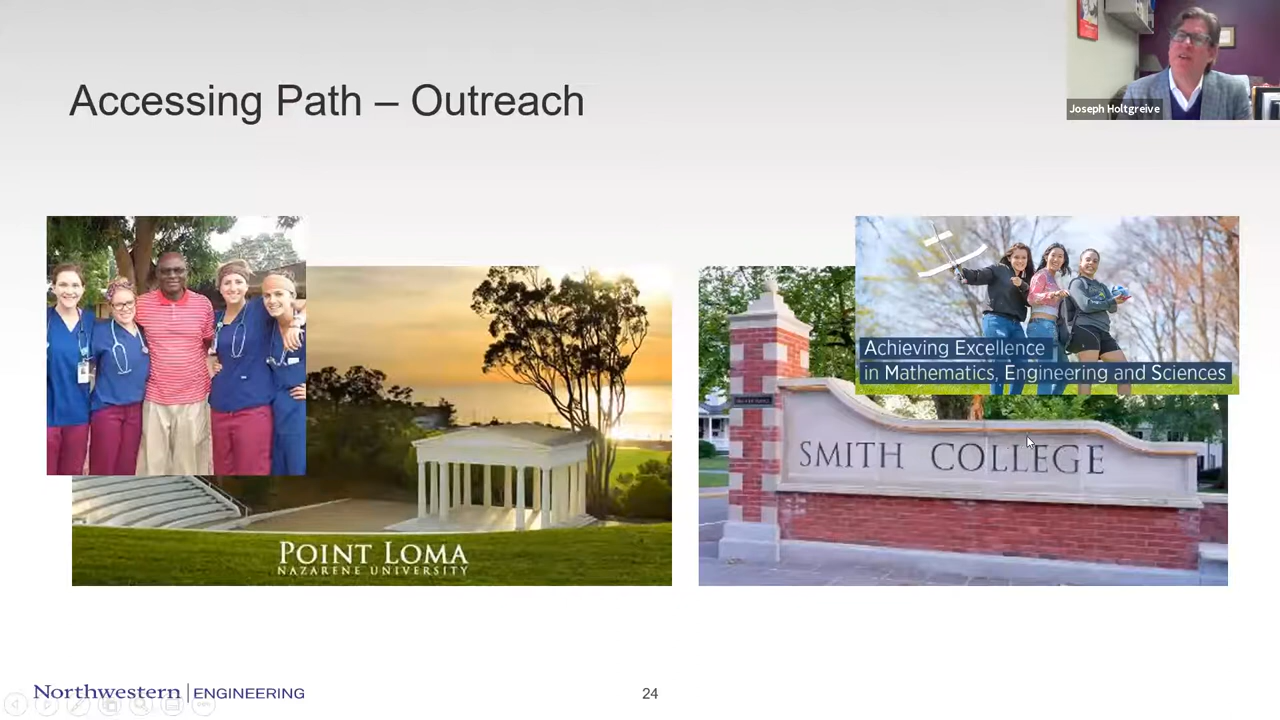 Accessing Path – Outreach
Joseph Holtgreive
Achieving Excellence
in Mathematics, Engineering and Sciences
SMITH COLLEGE
POINT LOMA
NAZARENE UNIVERSITY
Northwestern | ENGINEERING
24